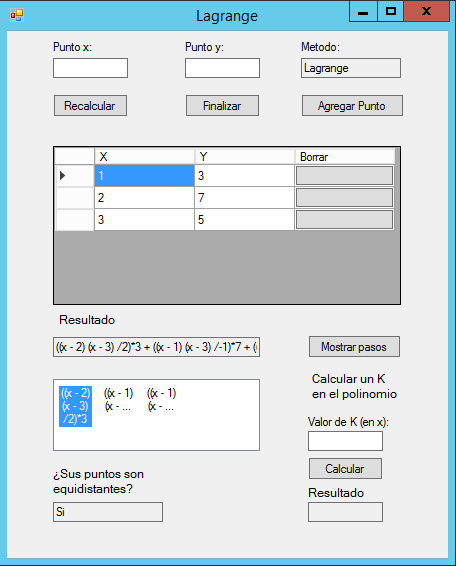 Lagrange
Punto x:
Punto y:
Metodo:
Lagrange
Recalcular
Finalizar
Agregar Punto
X Y Borrar
1 3
2 7
3 5
Resultado
((x - 2) (x - 3) /2)*3 + ((x - 1) (x - 3) /-1)*7 + (
Mostrar pasos
((x - 2)
(x - 3)
/2)*3
((x - 1)
(x - ...
((x - 1)
(x - ...
Calcular un K
en el polinomio
Valor de K (en x):
Calcular
¿Sus puntos son
equidistantes?
Si
Resultado